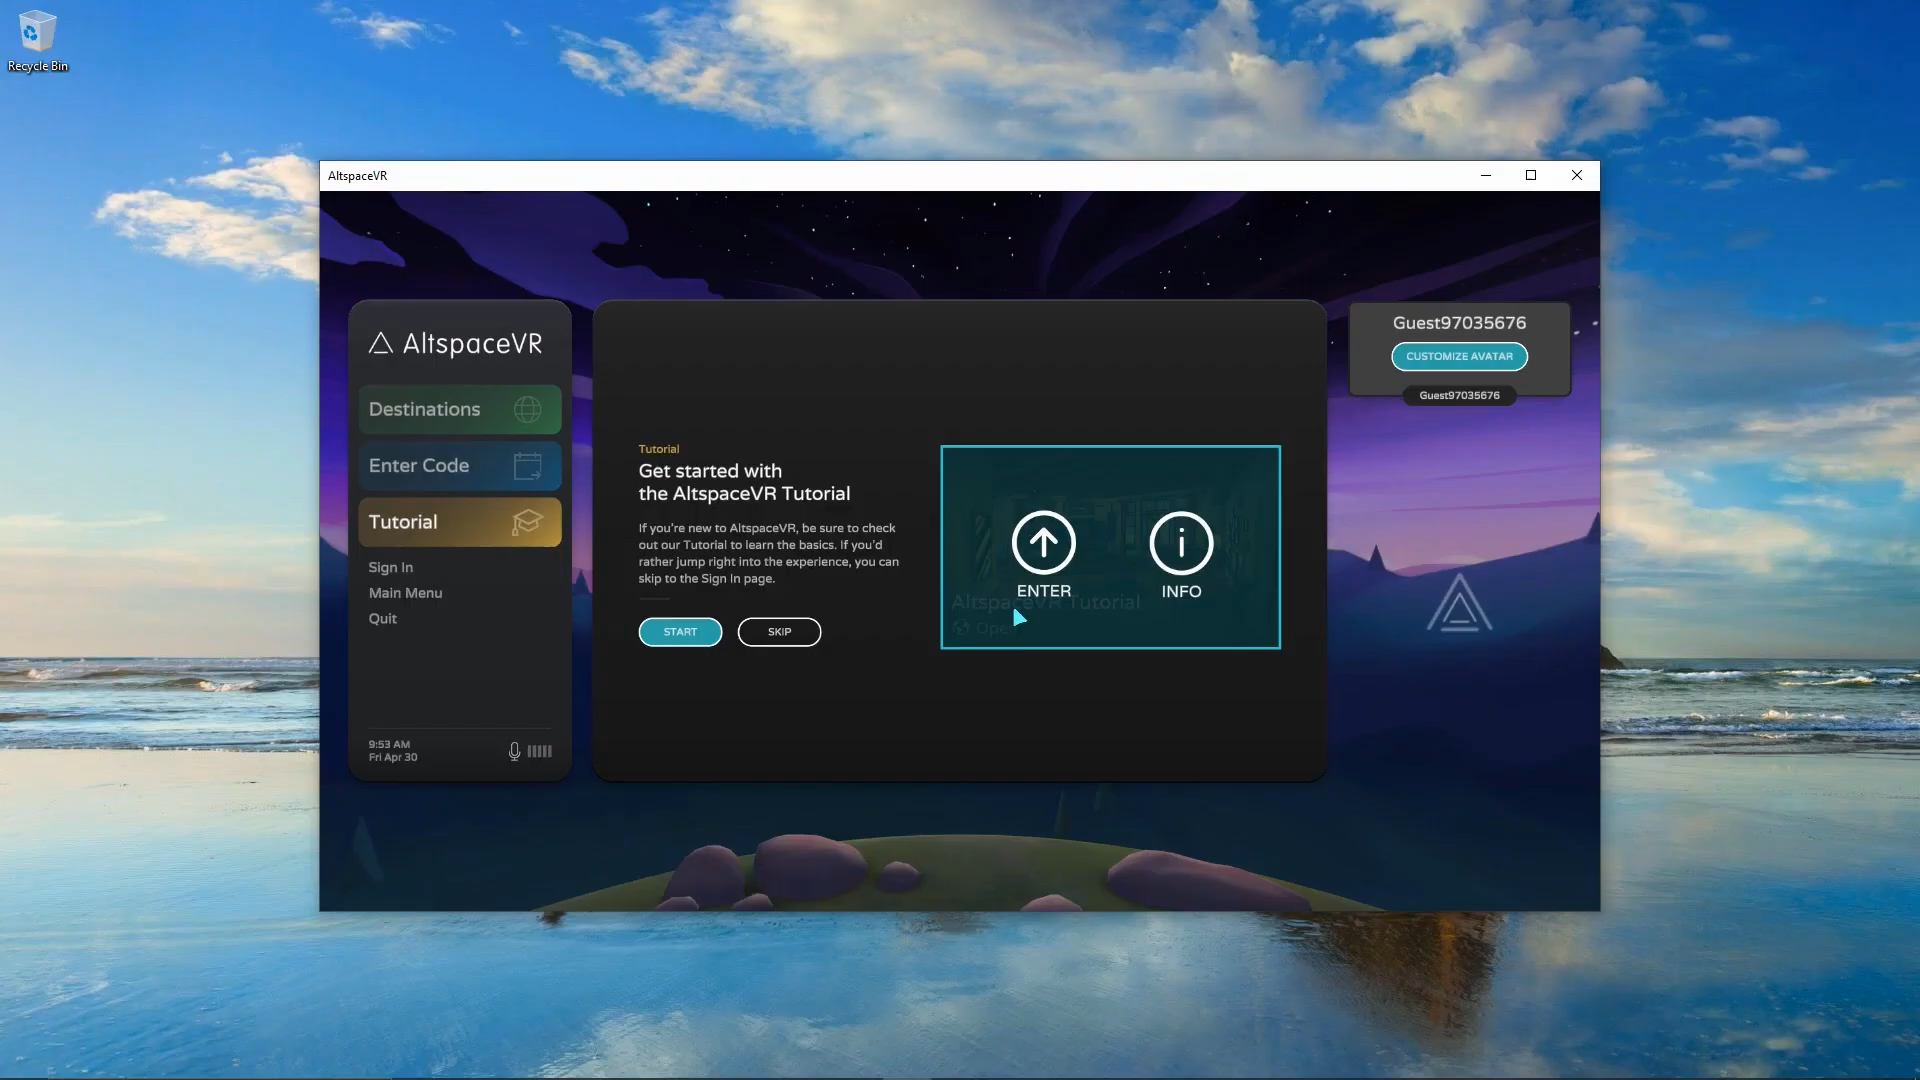 Recycle Bin
AltspaceVR
AltspaceVR
Destinations
Enter Code
Tutorial
Sign In
Main Menu
Quit
9:53 AM
Fri Apr 30
Tutorial
Get started with
the AltspaceVR Tutorial
If you're new to AltspaceVR, be sure to check
out our Tutorial to learn the basics. If you'd
rather jump right into the experience, you can
skip to the Sign In page.
START
SKIP
ENTER
INFO
AltspaceVR Tutorial
Open
Guest97035676
CUSTOMIZE AVATAR
Guest97035676